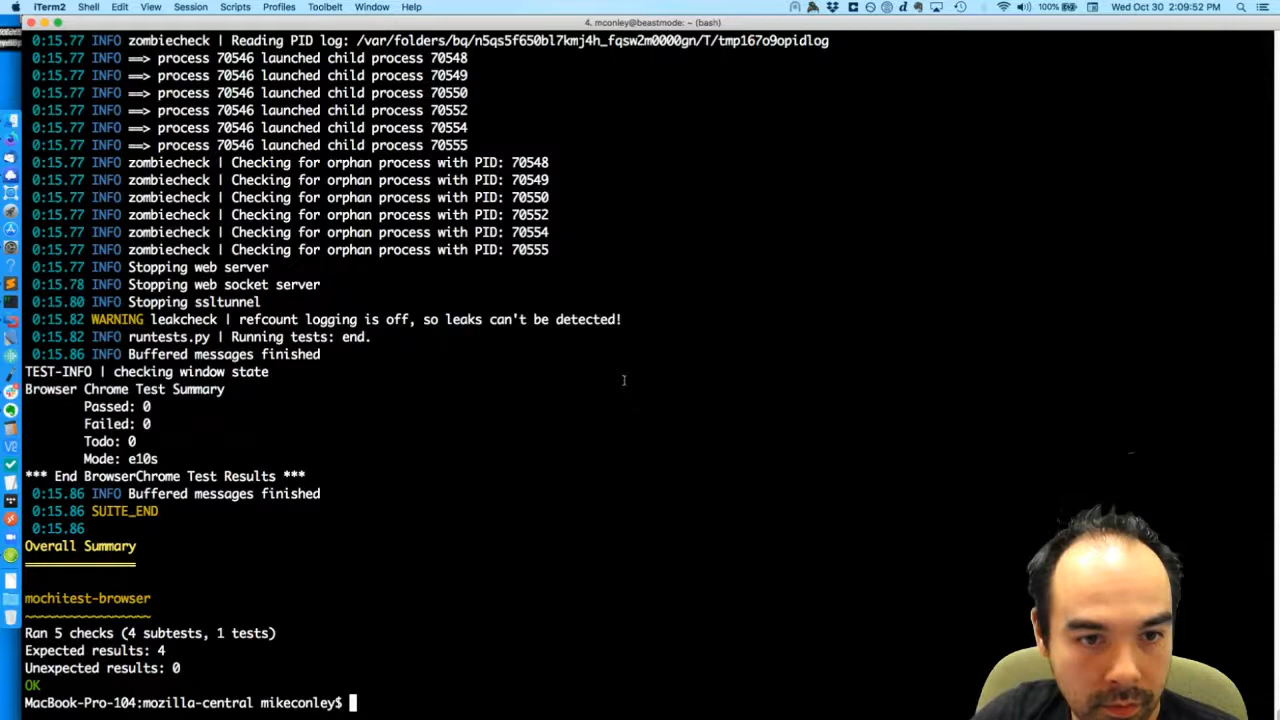 iTerm2 Shell Edit View Session Scripts Profiles Toolbelt Window Help 100% Wed Oct 30 2:09:52 PM
4. mconley@beastmode: ~ (bash)
0:15.77 INFO zombiecheck | Reading PID log: /var/folders/bq/n5qs5f650bl7kmj4h_fqsw2m0000gn/T/tmp167o9opidlog
0:15.77 INFO ==> process 70546 launched child process 70548
0:15.77 INFO ==> process 70546 launched child process 70549
0:15.77 INFO ==> process 70546 launched child process 70550
0:15.77 INFO ==> process 70546 launched child process 70552
0:15.77 INFO ==> process 70546 launched child process 70554
0:15.77 INFO ==> process 70546 launched child process 70555
0:15.77 INFO zombiecheck | Checking for orphan process with PID: 70548
0:15.77 INFO zombiecheck | Checking for orphan process with PID: 70549
0:15.77 INFO zombiecheck | Checking for orphan process with PID: 70550
0:15.77 INFO zombiecheck | Checking for orphan process with PID: 70552
0:15.77 INFO zombiecheck | Checking for orphan process with PID: 70554
0:15.77 INFO zombiecheck | Checking for orphan process with PID: 70555
0:15.77 INFO Stopping web server
0:15.78 INFO Stopping web socket server
0:15.80 INFO Stopping ssltunnel
0:15.82 WARNING leakcheck | refcount logging is off, so leaks can't be detected!
0:15.82 INFO runtests.py | Running tests: end.
0:15.86 INFO Buffered messages finished
TEST-INFO | checking window state
Browser Chrome Test Summary
Passed: 0
Failed: 0
Todo: 0
Mode: e10s
*** End BrowserChrome Test Results ***
0:15.86 INFO Buffered messages finished
0:15.86 SUITE_END
0:15.86
Overall Summary
===============
mochitest-browser
~~~~~~~~~~~~~~~~~
Ran 5 checks (4 subtests, 1 tests)
Expected results: 4
Unexpected results: 0
OK
MacBook-Pro-104:mozilla-central mikeconley$